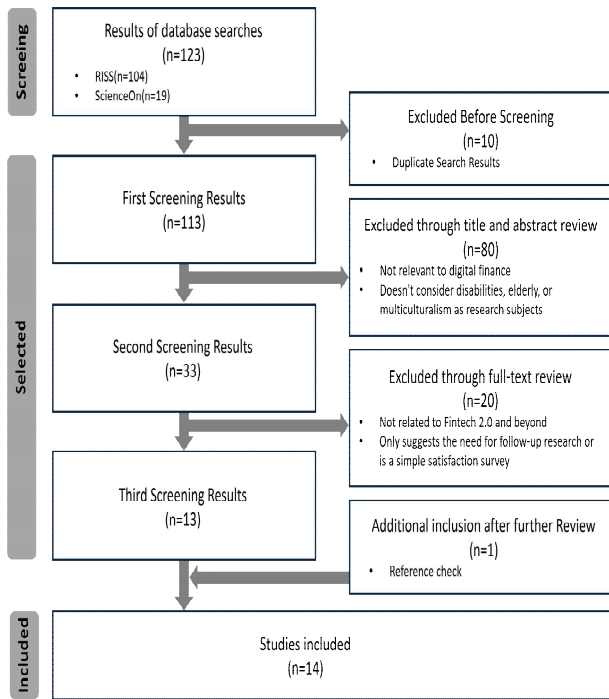 Screeing
Results of database searches
(n=123)
• RISS(n=104)
• ScienceOn(n=19)
Excluded Before Screening
(n=10)
• Duplicate Search Results
Selected
First Screening Results
(n=113)
Excluded through title and abstract review
(n=80)
• Not relevant to digital finance
• Doesn't consider disabilities, elderly, or
multiculturalism as research subjects
Second Screening Results
(n=33)
Excluded through full-text review
(n=20)
• Not related to Fintech 2.0 and beyond
• Only suggests the need for follow-up research or
is a simple satisfaction survey
Third Screening Results
(n=13)
Additional inclusion after further Review
(n=1)
• Reference check
Included
Studies included
(n=14)